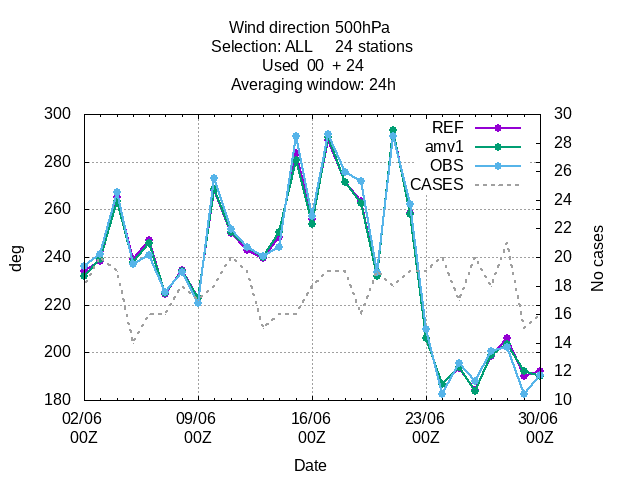 Wind direction 500hPa
Selection: ALL     24 stations
Used  00  + 24
Averaging window: 24h
300
280
260
240
220
200
180
deg
30
28
26
24
22
20
18
16
14
12
10
No cases
REF
amv1
OBS
CASES
02/06 09/06 16/06 23/06 30/06
00Z 00Z 00Z 00Z 00Z
Date